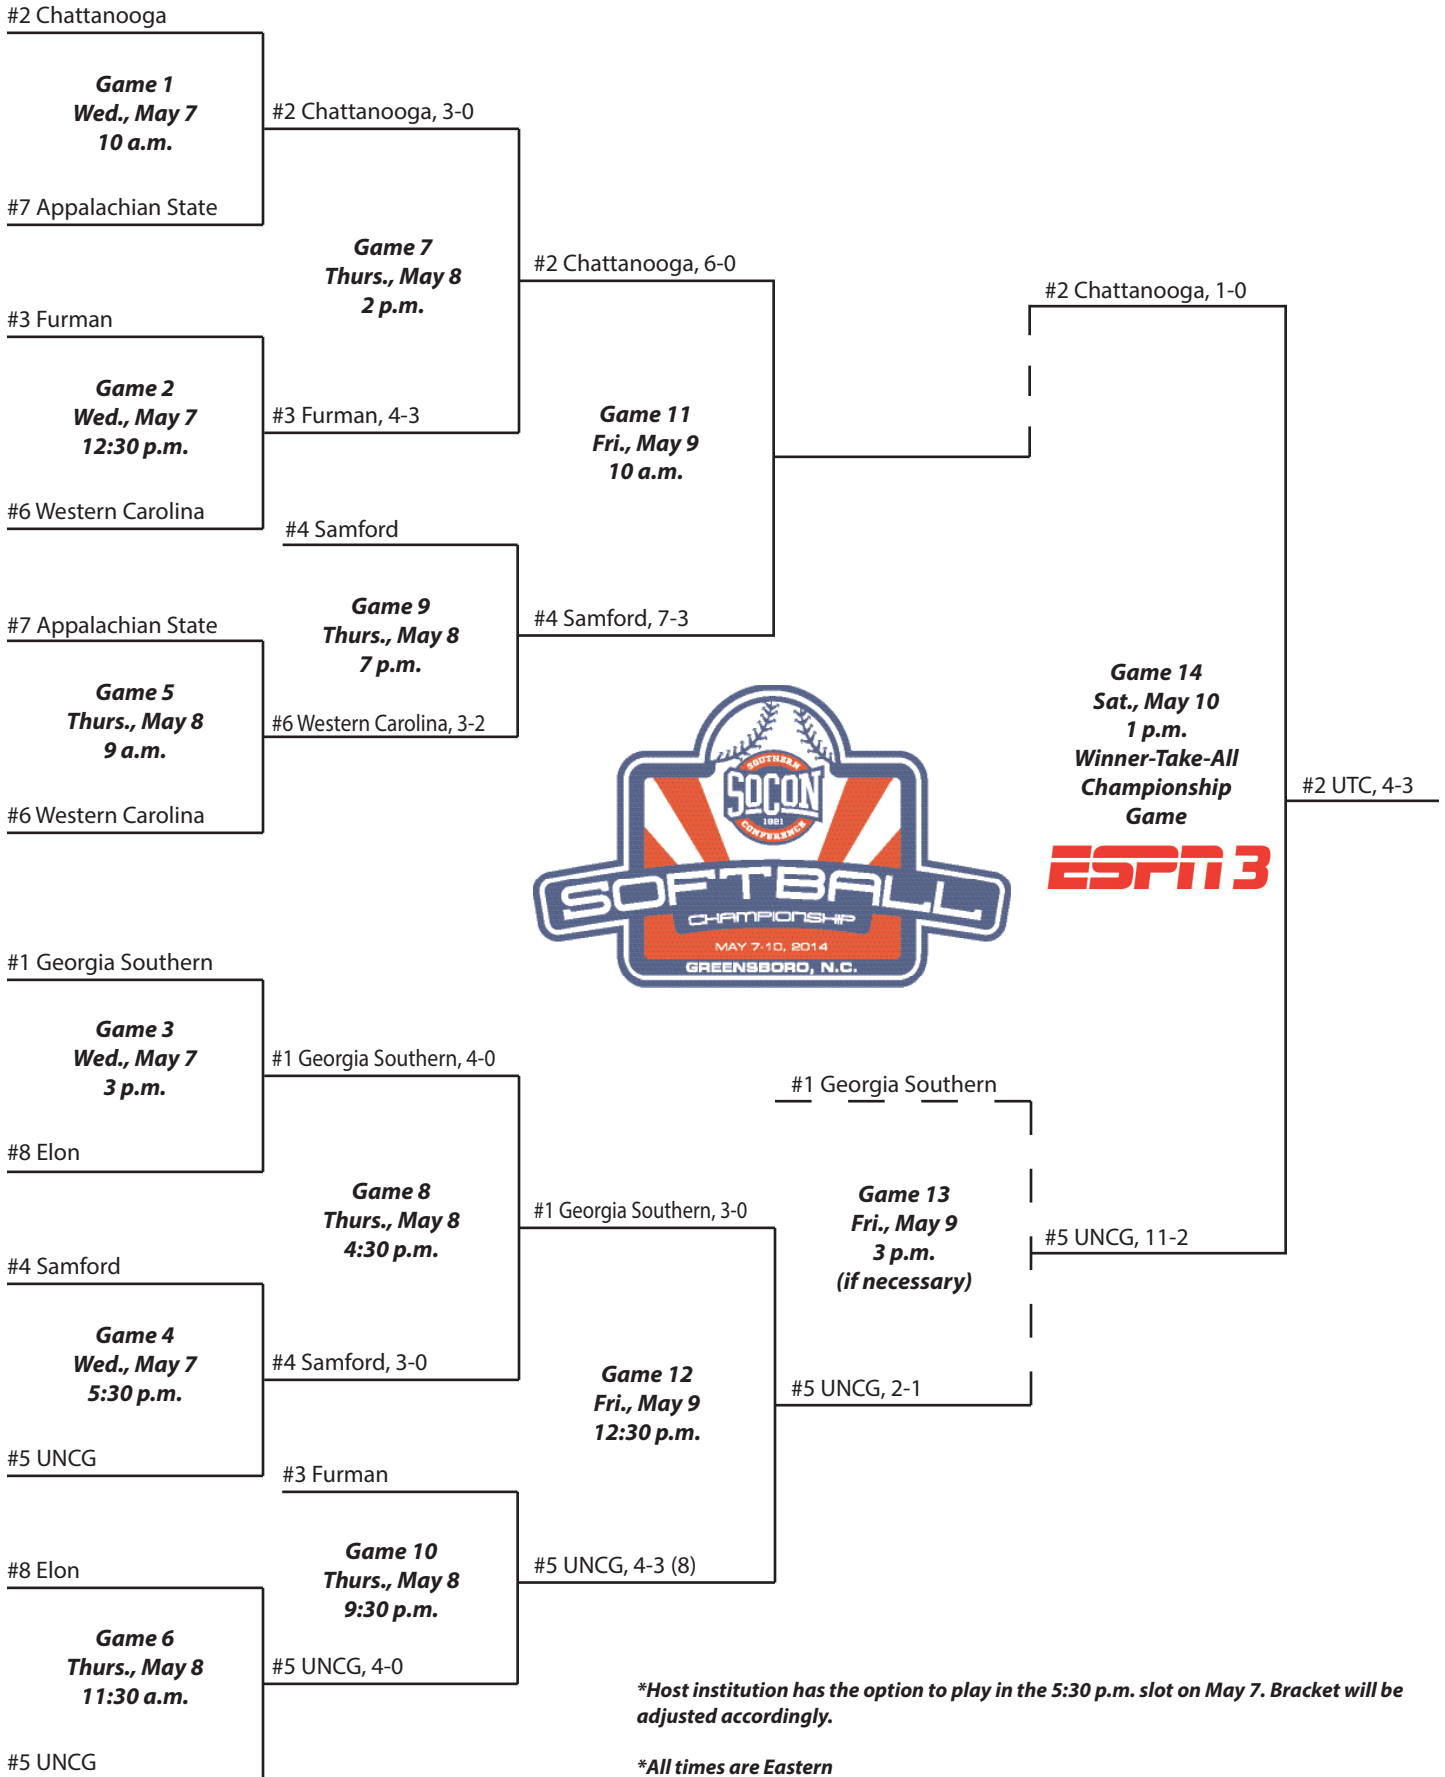 #2 Chattanooga
Game 1
Wed., May 7
10 a.m.
#2 Chattanooga, 3-0
#7 Appalachian State
Game 7
Thurs., May 8
2 p.m.
#2 Chattanooga, 6-0
#2 Chattanooga, 1-0
#3 Furman
Game 2
Wed., May 7
12:30 p.m.
#3 Furman, 4-3
Game 11
Fri., May 9
10 a.m.
#6 Western Carolina
#4 Samford
Game 9
Thurs., May 8
7 p.m.
#4 Samford, 7-3
#7 Appalachian State
Game 5
Thurs., May 8
9 a.m.
#6 Western Carolina, 3-2
#6 Western Carolina
Game 14
Sat., May 10
1 p.m.
Winner-Take-All
Championship
Game
#2 UTC, 4-3
ESPN 3
SOUTHERN
SOCON
1921
CONFERENCE
SOFTBALL
CHAMPIONSHIP
MAY 7-10, 2014
GREENSBORO, N.C.
#1 Georgia Southern
Game 3
Wed., May 7
3 p.m.
#1 Georgia Southern, 4-0
#1 Georgia Southern
#8 Elon
Game 8
Thurs., May 8
4:30 p.m.
#1 Georgia Southern, 3-0
Game 13
Fri., May 9
3 p.m.
(if necessary)
#5 UNCG, 11-2
#4 Samford
Game 4
Wed., May 7
5:30 p.m.
#4 Samford, 3-0
Game 12
Fri., May 9
12:30 p.m.
#5 UNCG, 2-1
#5 UNCG
#3 Furman
Game 10
Thurs., May 8
9:30 p.m.
#5 UNCG, 4-3 (8)
#8 Elon
Game 6
Thurs., May 8
11:30 a.m.
#5 UNCG, 4-0
#5 UNCG
*Host institution has the option to play in the 5:30 p.m. slot on May 7. Bracket will be
adjusted accordingly.
*All times are Eastern